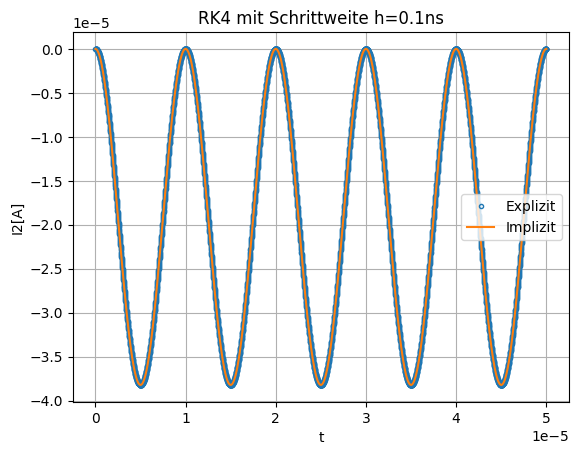 RK4 mit Schrittweite h=0.1ns
1e−5
0.0
−0.5
−1.0
−1.5
−2.0
−2.5
−3.0
−3.5
−4.0
I2[A]
Explizit
Implizit
0 1 2 3 4 5
1e−5
t